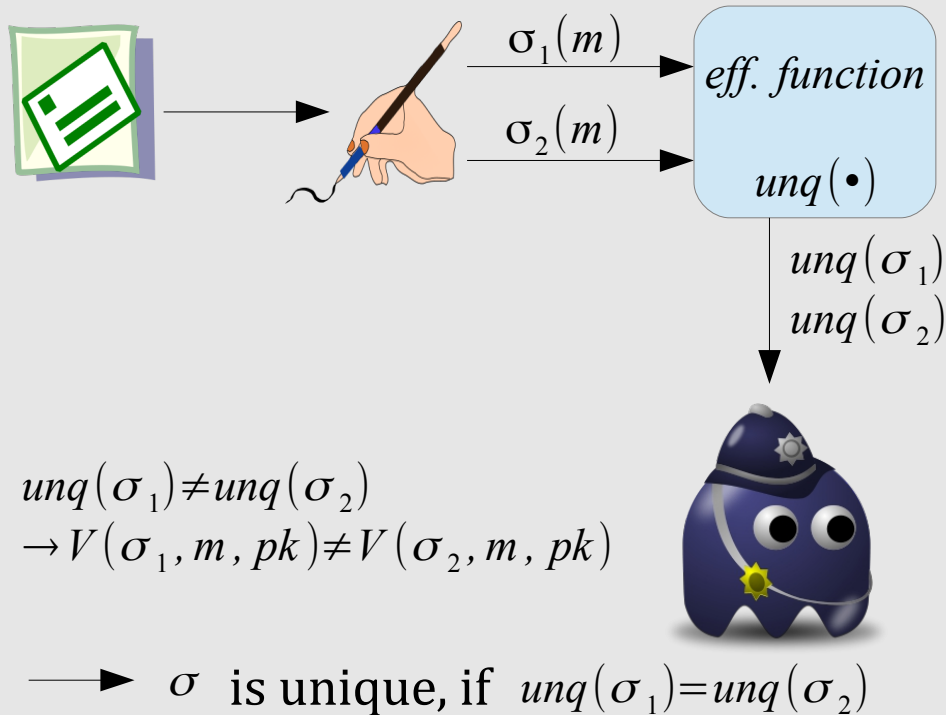 σ₁(m)
σ₂(m)
eff. function
unq(•)
unq(σ₁)
unq(σ₂)
unq(σ₁)≠unq(σ₂)
→V(σ₁, m, pk)≠V(σ₂, m, pk)
σ is unique, if unq(σ₁)=unq(σ₂)